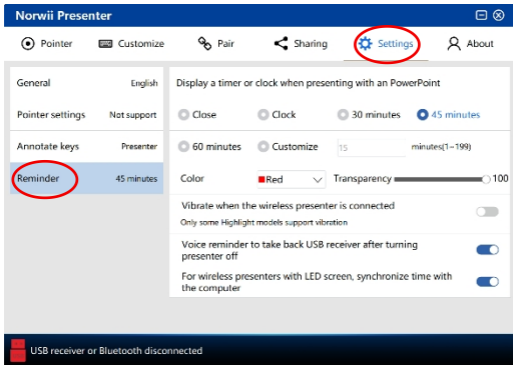 Norwii Presenter
Pointer Customize Pair Sharing Settings About
General English
Pointer settings Not support
Annotate keys Presenter
Reminder 45 minutes
Display a timer or clock when presenting with an PowerPoint
Close Clock 30 minutes 45 minutes
60 minutes Customize 15 minutes(1~199)
Color Red Transparency 100
Vibrate when the wireless presenter is connected
Only some Highlight models support vibration
Voice reminder to take back USB receiver after turning
presenter off
For wireless presenters with LED screen, synchronize time with
the computer
USB receiver or Bluetooth disconnected